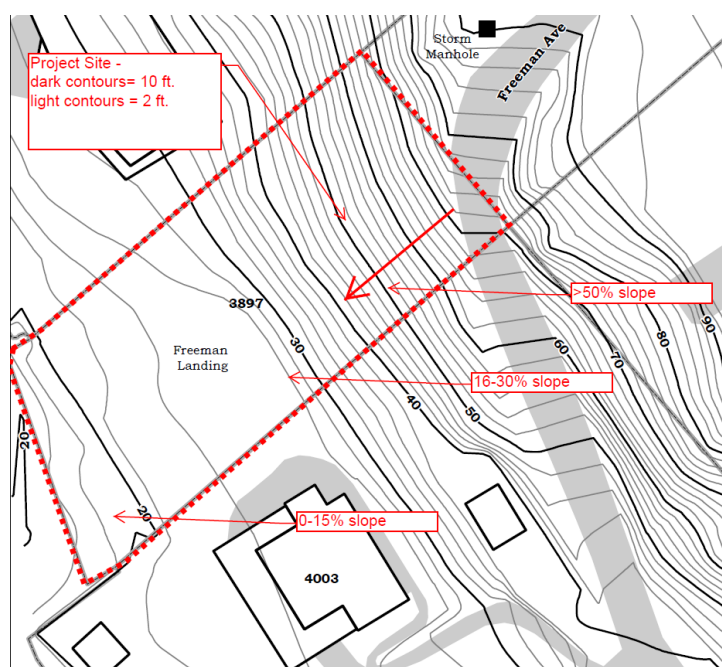 Project Site -
dark contours= 10 ft.
light contours = 2 ft.
Storm
Manhole
Freeman Ave
>50% slope
3897
Freeman
Landing
30
16-30% slope
40
50
60
70
80
90
20
20
0-15% slope
4003